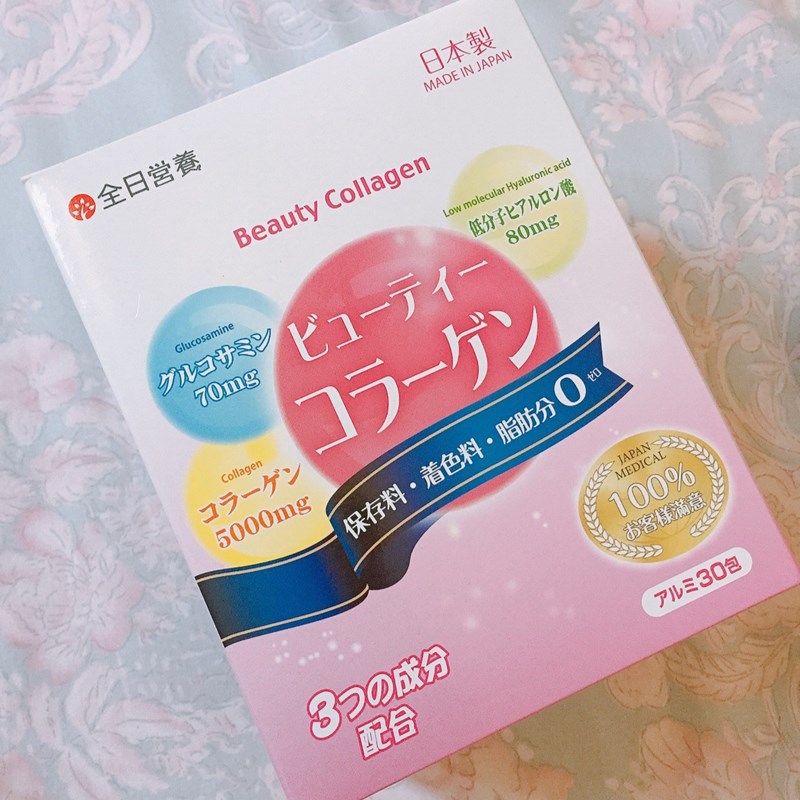 日本製
MADE IN JAPAN
全日営養
Beauty Collagen
Low molecular Hyaluronic acid
低分子ヒアルロン酸
80mg
ビューティー
コラーゲン
Glucosamine
グルコサミン
70mg
Collagen
コラーゲン
5000mg
保存料・着色料・脂肪分0ゼロ
JAPAN
MEDICAL
100%
お客様滿意
アルミ30包
3つの成分
配合